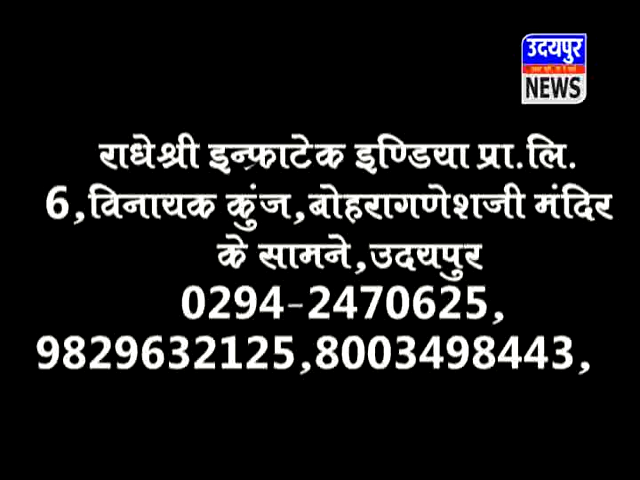 उदयपुर
NEWS
राधेश्री इन्फ्राटेक इण्डिया प्रा.लि.
6,विनायक कुंज,बोहरागणेशजी मंदिर
के सामने,उदयपुर
0294-2470625,
9829632125,8003498443,